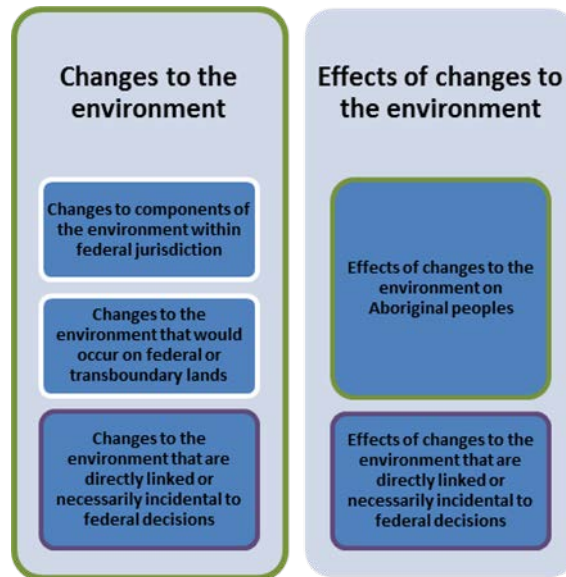 Changes to the
environment
Changes to components of
the environment within
federal jurisdiction
Changes to the
environment that would
occur on federal or
transboundary lands
Changes to the
environment that are
directly linked or
necessarily incidental to
federal decisions
Effects of changes to
the environment
Effects of changes to the
environment on
Aboriginal peoples
Effects of changes to the
environment that are
directly linked or
necessarily incidental to
federal decisions